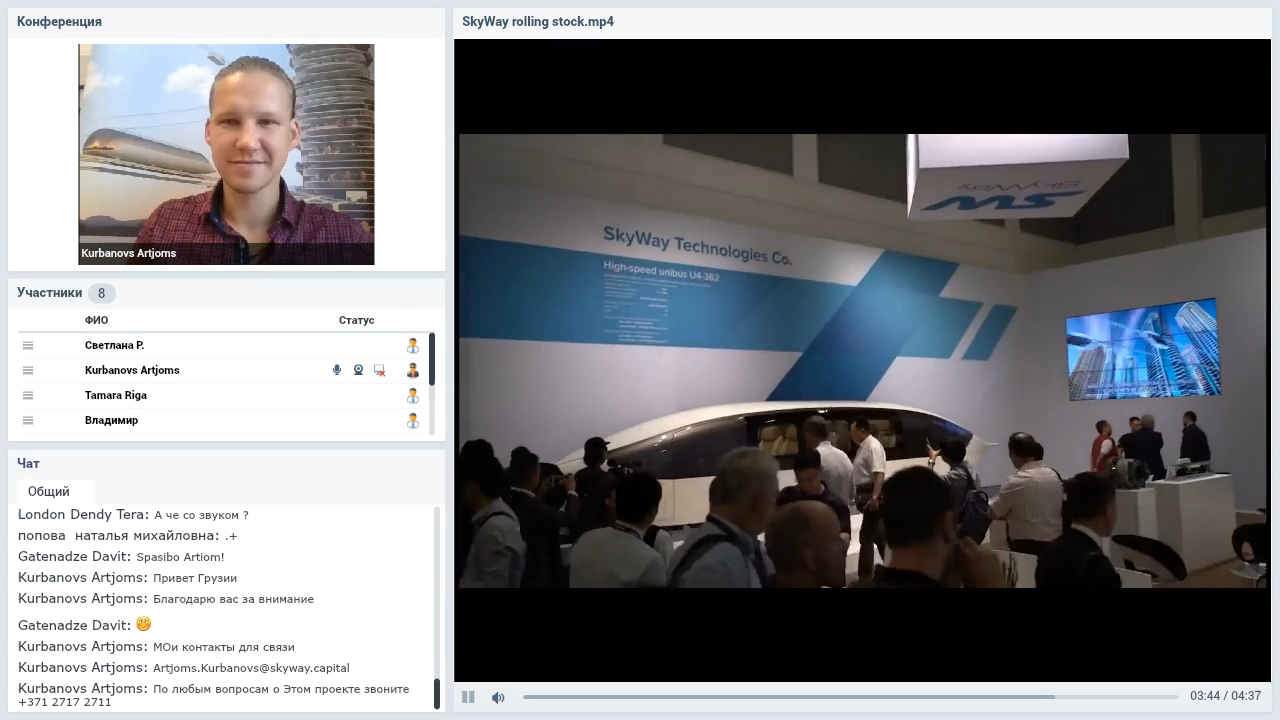 Конференция
Kurbanovs Artjoms
Участники 8
ФИО Статус
Светлана Р.
Kurbanovs Artjoms
Tamara Riga
Владимир
Чат
Общий
London Dendy Tera: А че со звуком ?
попова наталья михайловна: .+
Gatenadze Davit: Spasibo Artiom!
Kurbanovs Artjoms: Привет Грузии
Kurbanovs Artjoms: Благодарю вас за внимание
Gatenadze Davit:
Kurbanovs Artjoms: МОи контакты для связи
Kurbanovs Artjoms: Artjoms.Kurbanovs@skyway.capital
Kurbanovs Artjoms: По любым вопросам о Этом проекте звоните
+371 2717 2711
SkyWay rolling stock.mp4
SKYWAY
SW
SkyWay Technologies Co.
High-speed unibus U4-362
03:44 / 04:37